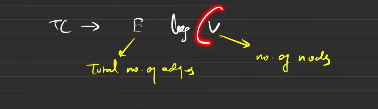 TC → E log V
Total no. of edges
no. of nodes